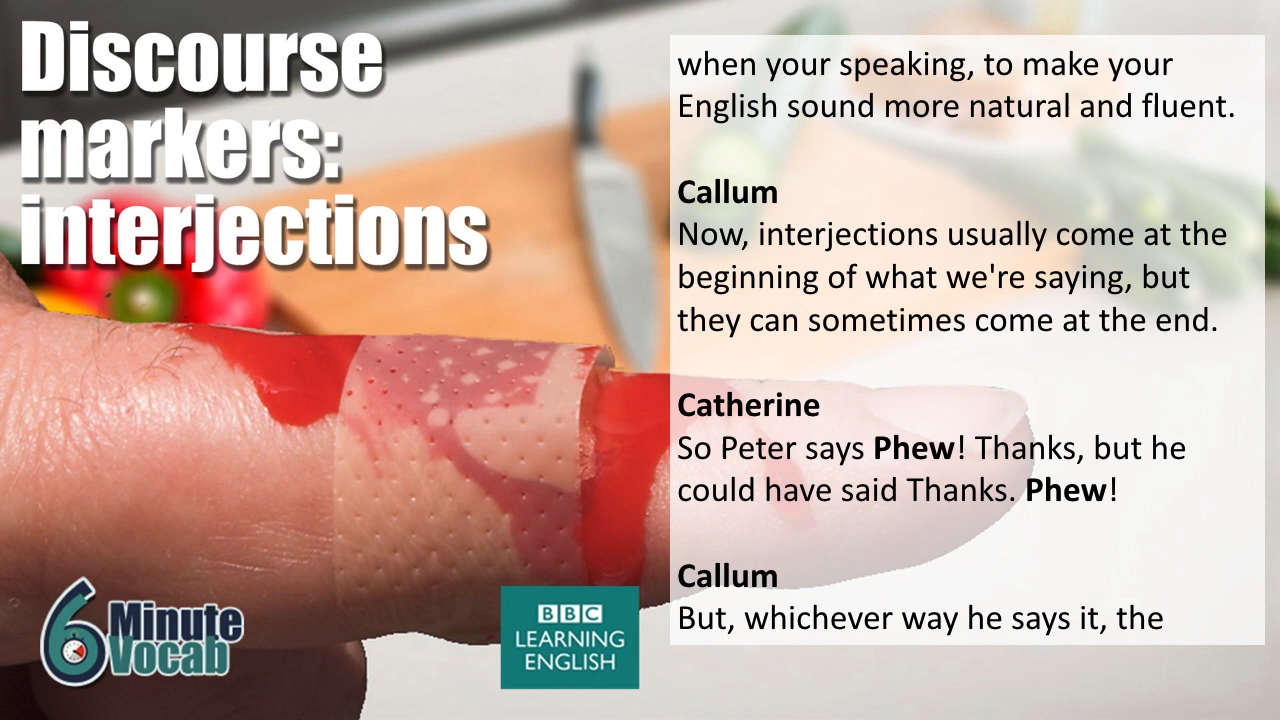 Discourse
markers:
interjections
when your speaking, to make your
English sound more natural and fluent.
Callum
Now, interjections usually come at the
beginning of what we're saying, but
they can sometimes come at the end.
Catherine
So Peter says Phew! Thanks, but he
could have said Thanks. Phew!
Callum
But, whichever way he says it, the
6 Minute
Vocab
BBC
LEARNING
ENGLISH